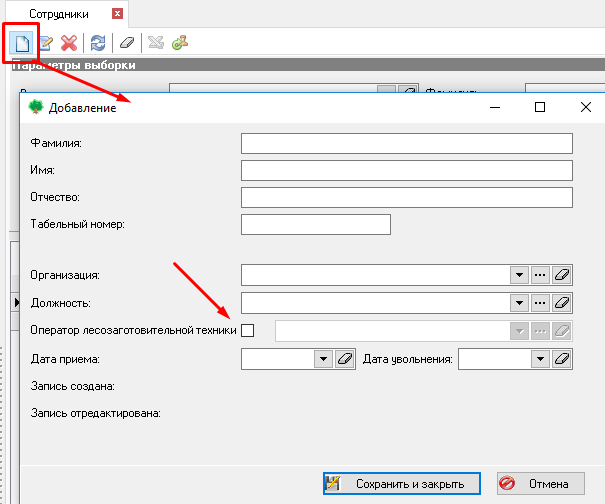 Сотрудники
Параметры выборки
Добавление
Фамилия:
Имя:
Отчество:
Табельный номер:
Организация:
Должность:
Оператор лесозаготовительной техники
Дата приема: Дата увольнения:
Запись создана:
Запись отредактирована:
Сохранить и закрыть Отмена